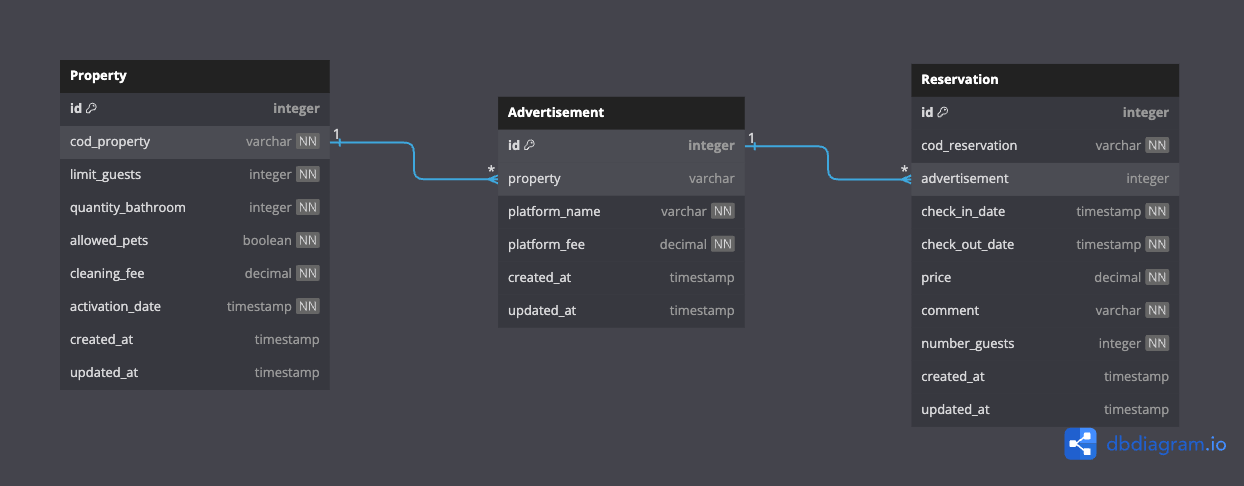 Property
id integer
cod_property varchar NN
limit_guests integer NN
quantity_bathroom integer NN
allowed_pets boolean NN
cleaning_fee decimal NN
activation_date timestamp NN
created_at timestamp
updated_at timestamp
1
*
Advertisement
id integer
property varchar
platform_name varchar NN
platform_fee decimal NN
created_at timestamp
updated_at timestamp
1
*
Reservation
id integer
cod_reservation varchar NN
advertisement integer
check_in_date timestamp NN
check_out_date timestamp NN
price decimal NN
comment varchar NN
number_guests integer NN
created_at timestamp
updated_at timestamp
dbdiagram.io